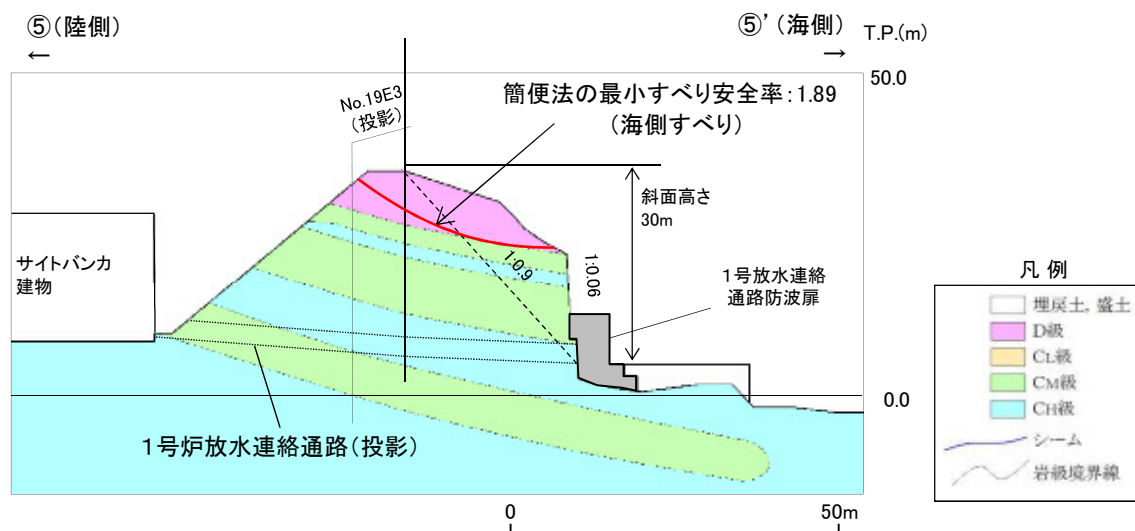 ⑤(陸側)
←
⑤’(海側)
→
T.P.(m)
50.0
No.19E3
(投影)
簡便法の最小すべり安全率:1.89
(海側すべり)
斜面高さ
30m
サイトバンカ
建物
1:0.9
1:0.06
1号放水連絡
通路防波扉
0.0
1号炉放水連絡通路(投影)
0
50m
凡 例
埋戻土, 盛土
D級
CL級
CM級
CH級
シーム
岩級境界線